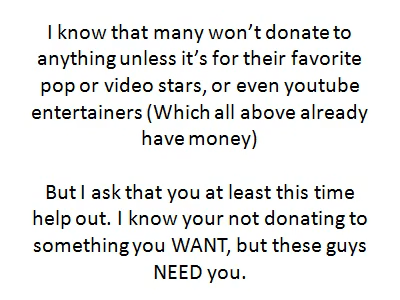 I know that many won't donate to
anything unless it's for their favorite
pop or video stars, or even youtube
entertainers (Which all above already
have money)
But I ask that you at least this time
help out. I know your not donating to
something you WANT, but these guys
NEED you.